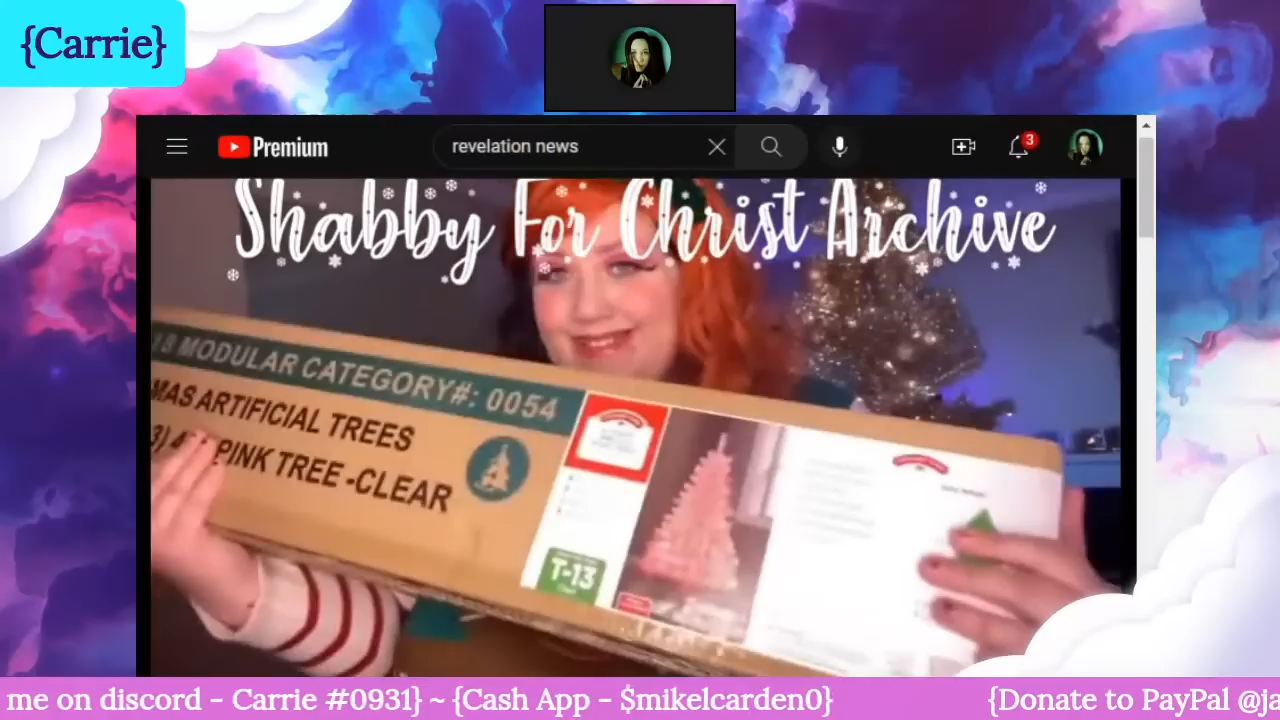 {Carrie}
Premium
revelation news
3
Shabby For Christ Archive
18 MODULAR CATEGORY#: 0054
MAS ARTIFICIAL TREES
PINK TREE -CLEAR
T-13
me on discord - Carrie #0931} ~ {Cash App - $mikelcarden0}
{Donate to PayPal @ja